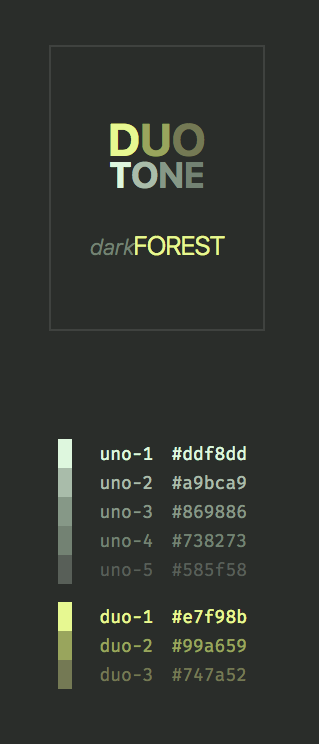 DUO
TONE
darkFOREST
uno-1 #ddf8dd
uno-2 #a9bca9
uno-3 #869886
uno-4 #738273
uno-5 #585f58
duo-1 #e7f98b
duo-2 #99a659
duo-3 #747a52